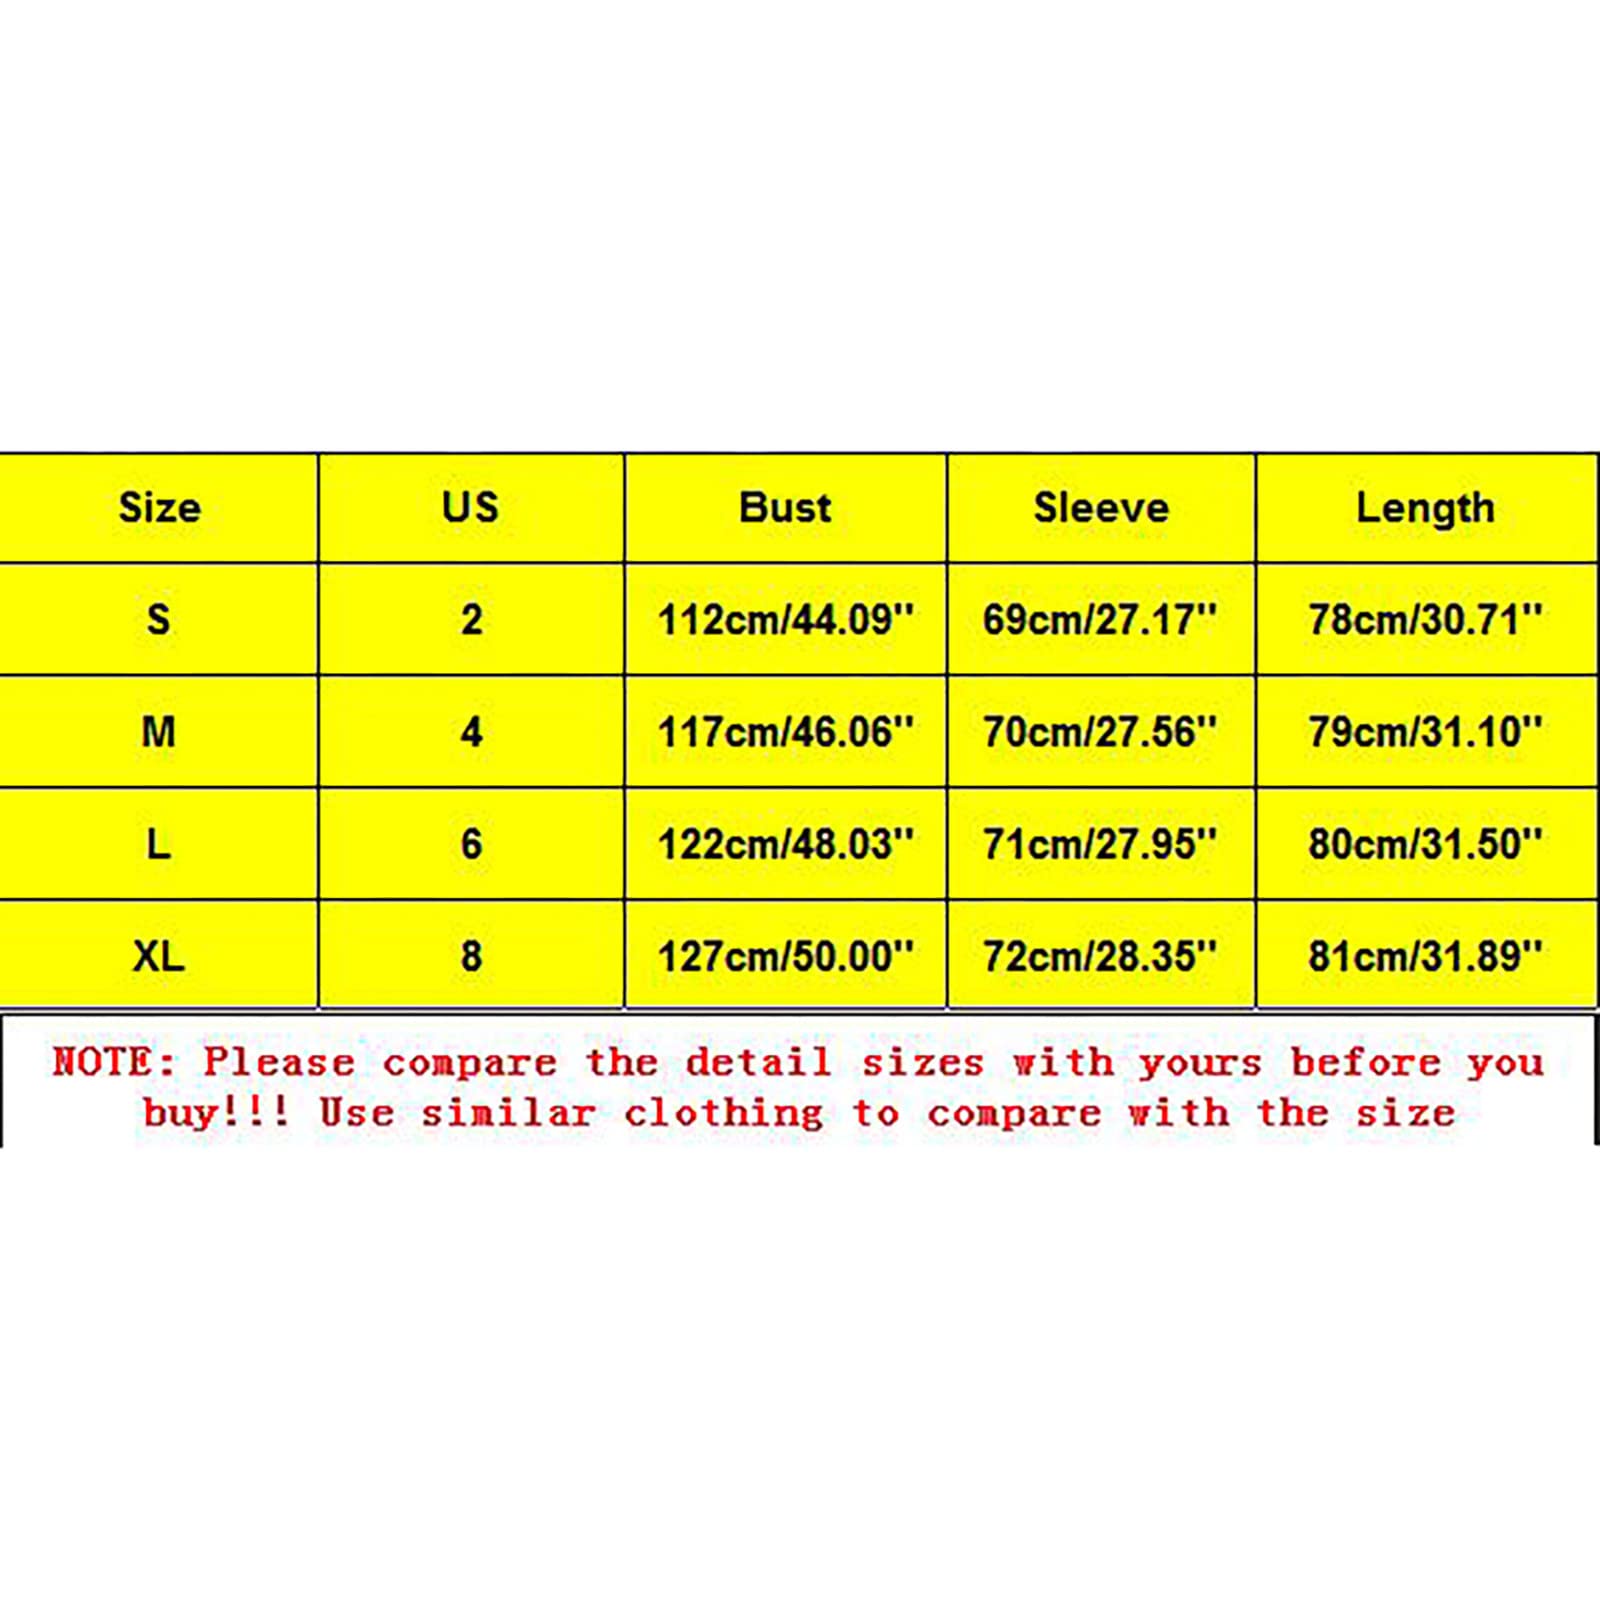 Size US Bust Sleeve Length
S 2 112cm/44.09'' 69cm/27.17'' 78cm/30.71''
M 4 117cm/46.06'' 70cm/27.56'' 79cm/31.10''
L 6 122cm/48.03'' 71cm/27.95'' 80cm/31.50''
XL 8 127cm/50.00'' 72cm/28.35'' 81cm/31.89''
NOTE: Please compare the detail sizes with yours before you
buy!!! Use similar clothing to compare with the size